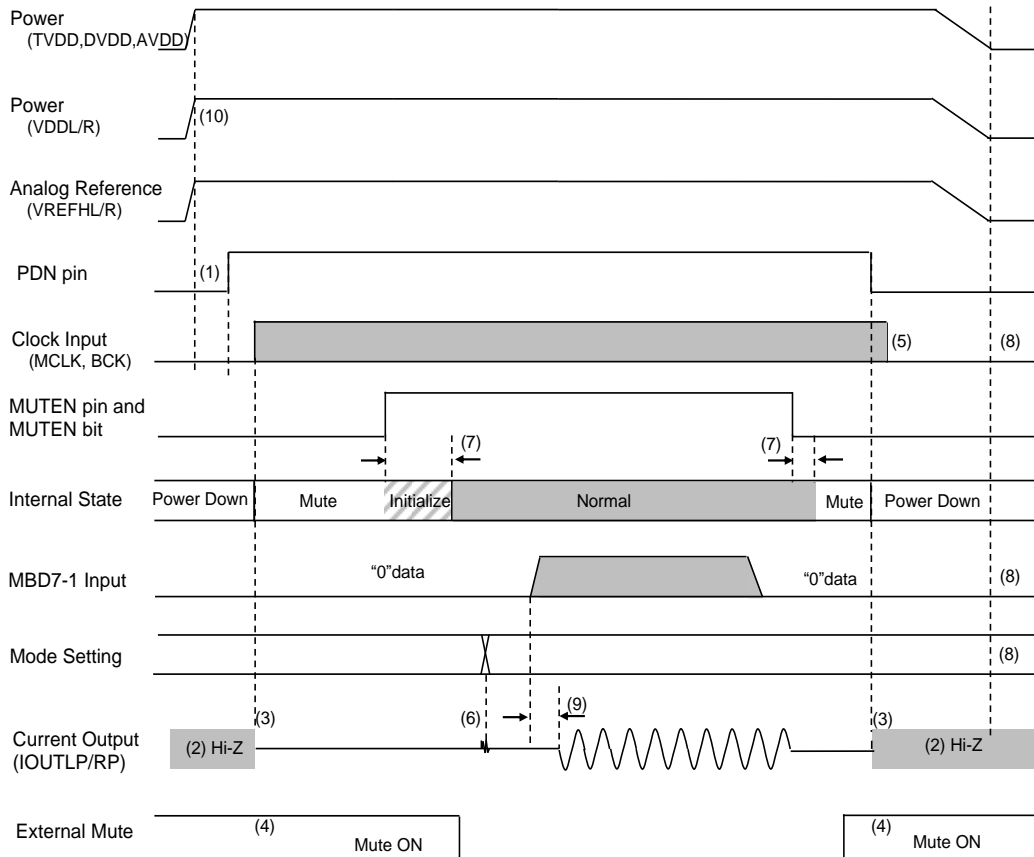 Power
(TVDD,DVDD,AVDD)
Power
(VDDL/R)
(10)
Analog Reference
(VREFHL/R)
PDN pin
(1)
Clock Input
(MCLK, BCK)
(5)
(8)
MUTEN pin and
MUTEN bit
(7)
(7)
Internal State
Power Down
Mute
Initialize
Normal
Mute
Power Down
MBD7-1 Input
“0”data
“0”data
(8)
Mode Setting
(8)
Current Output
(IOUTLP/RP)
(2) Hi-Z
(3)
(6)
(9)
(3)
(2) Hi-Z
External Mute
(4)
Mute ON
(4)
Mute ON